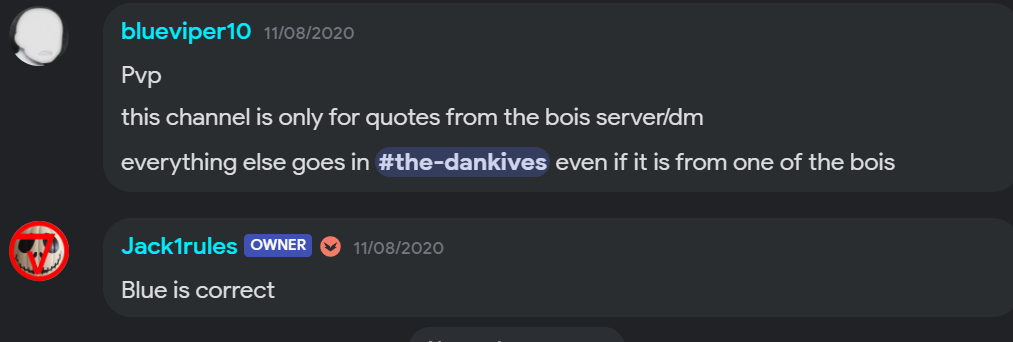 blueviper10 11/08/2020
Pvp
this channel is only for quotes from the bois server/dm
everything else goes in #the-dankives even if it is from one of the bois
Jack1rules OWNER 11/08/2020
Blue is correct